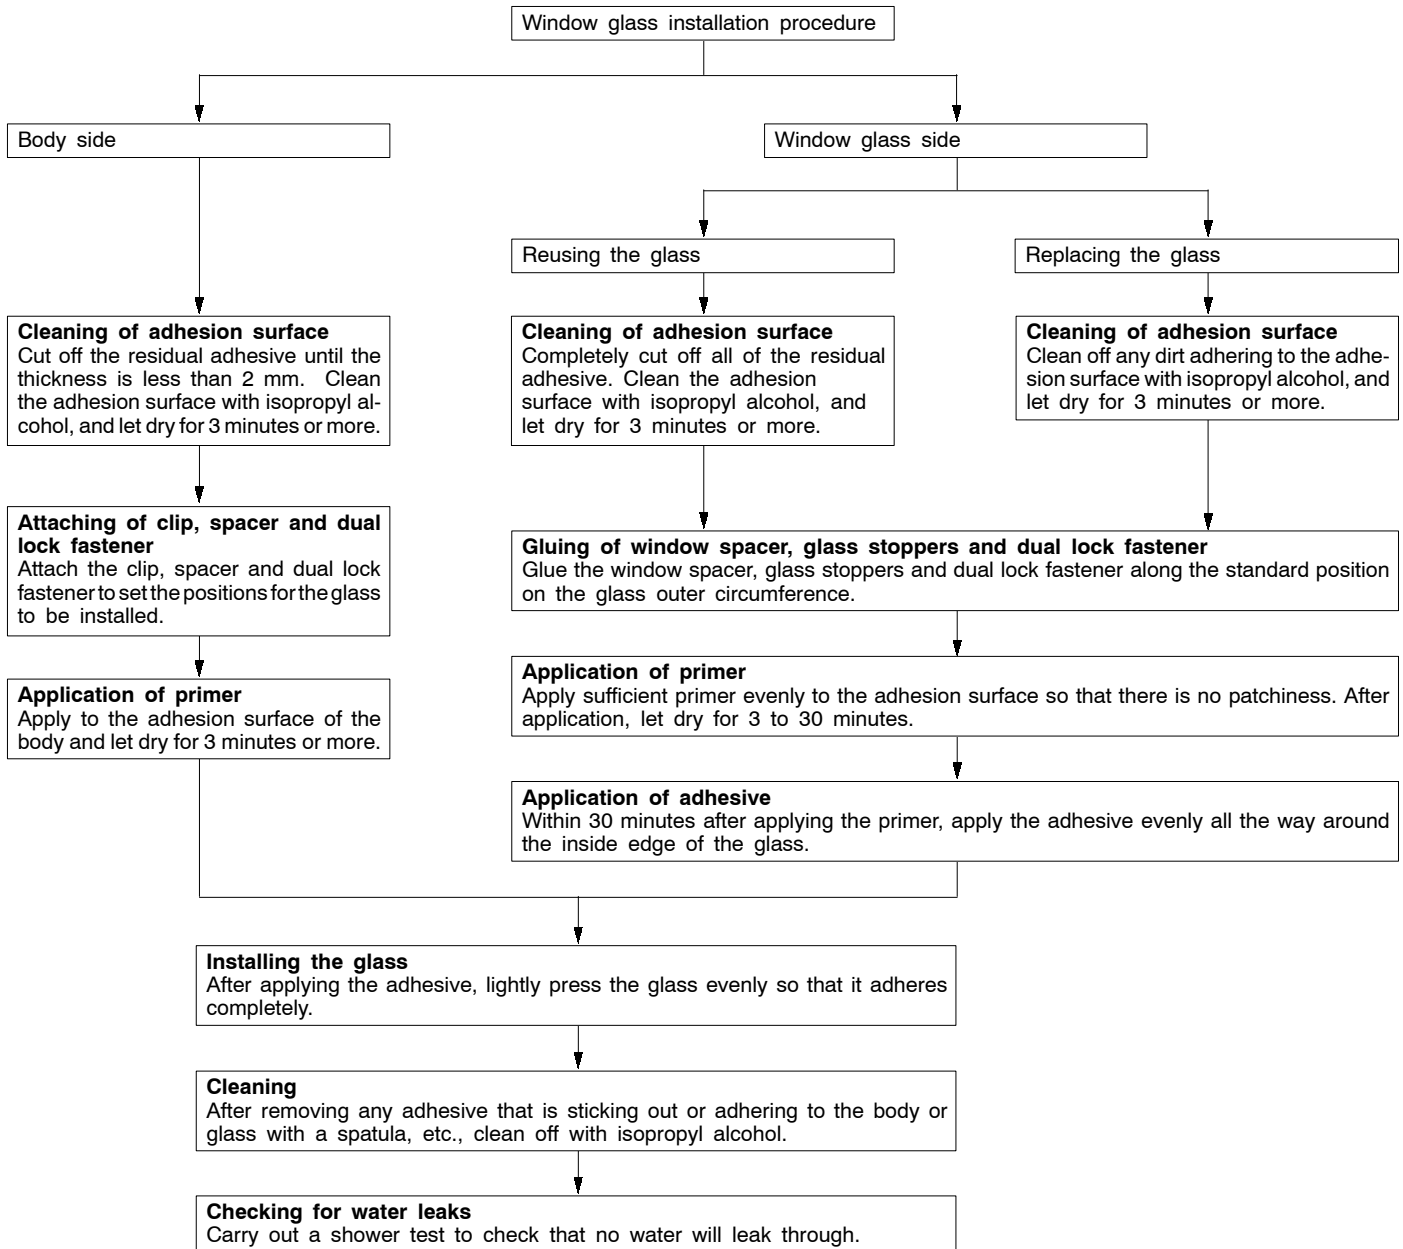 Window glass installation procedure
Body side
Window glass side
Reusing the glass
Replacing the glass
Cleaning of adhesion surface
Cut off the residual adhesive until the
thickness is less than 2 mm. Clean
the adhesion surface with isopropyl al-
cohol, and let dry for 3 minutes or more.
Cleaning of adhesion surface
Completely cut off all of the residual
adhesive. Clean the adhesion
surface with isopropyl alcohol, and
let dry for 3 minutes or more.
Cleaning of adhesion surface
Clean off any dirt adhering to the adhe-
sion surface with isopropyl alcohol, and
let dry for 3 minutes or more.
Attaching of clip, spacer and dual
lock fastener
Attach the clip, spacer and dual lock
fastener to set the positions for the glass
to be installed.
Gluing of window spacer, glass stoppers and dual lock fastener
Glue the window spacer, glass stoppers and dual lock fastener along the standard position
on the glass outer circumference.
Application of primer
Apply to the adhesion surface of the
body and let dry for 3 minutes or more.
Application of primer
Apply sufficient primer evenly to the adhesion surface so that there is no patchiness. After
application, let dry for 3 to 30 minutes.
Application of adhesive
Within 30 minutes after applying the primer, apply the adhesive evenly all the way around
the inside edge of the glass.
Installing the glass
After applying the adhesive, lightly press the glass evenly so that it adheres
completely.
Cleaning
After removing any adhesive that is sticking out or adhering to the body or
glass with a spatula, etc., clean off with isopropyl alcohol.
Checking for water leaks
Carry out a shower test to check that no water will leak through.